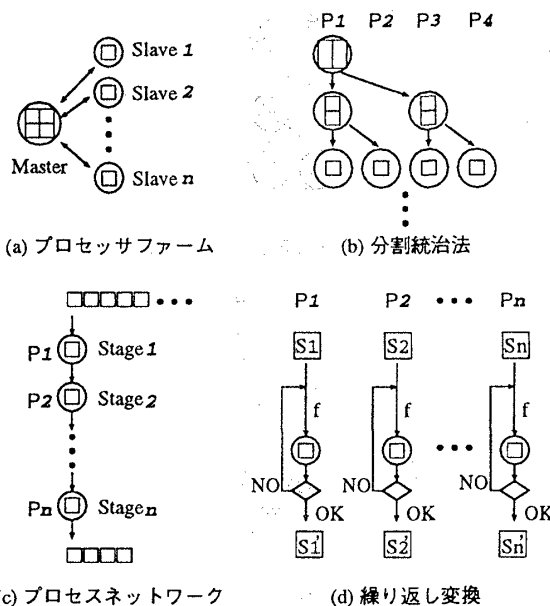 Slave 1
Slave 2
Slave n
Master
(a) プロセッサファーム
P1 P2 P3 P4
(b) 分割統治法
P1 Stage 1
P2 Stage 2
Pn Stage n
(c) プロセスネットワーク
P1 P2 Pn
S1 S2 Sn
f f f
NO NO NO
OK OK OK
S1' S2' Sn'
(d) 繰り返し変換